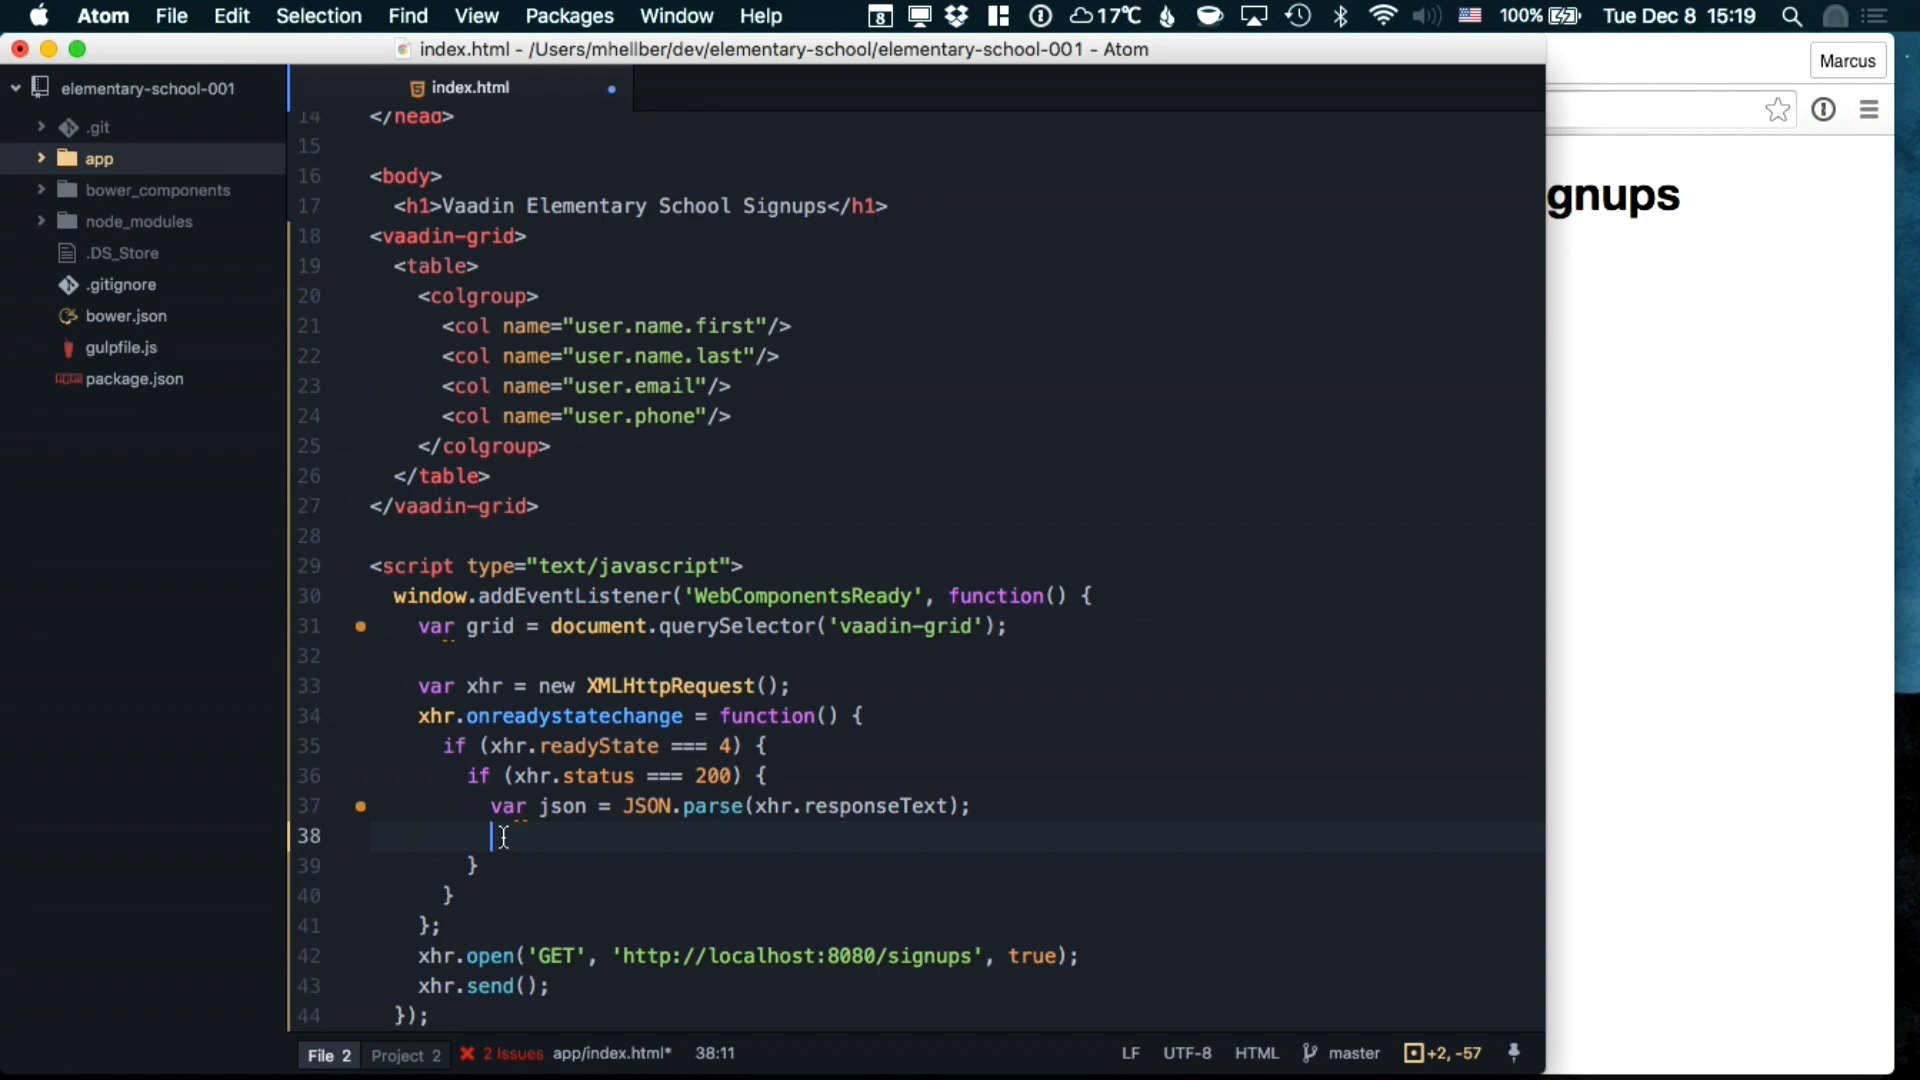 Atom File Edit Selection Find View Packages Window Help 8 17℃ 100% Tue Dec 8 15:19
index.html - /Users/mhellber/dev/elementary-school/elementary-school-001 - Atom
Marcus
elementary-school-001
.git
app
bower_components
node_modules
.DS_Store
.gitignore
bower.json
gulpfile.js
package.json
index.html
14 </head>
15
16 <body>
17 <h1>Vaadin Elementary School Signups</h1>
18 <vaadin-grid>
19 <table>
20 <colgroup>
21 <col name="user.name.first"/>
22 <col name="user.name.last"/>
23 <col name="user.email"/>
24 <col name="user.phone"/>
25 </colgroup>
26 </table>
27 </vaadin-grid>
28
29 <script type="text/javascript">
30 window.addEventListener('WebComponentsReady', function() {
31 var grid = document.querySelector('vaadin-grid');
32
33 var xhr = new XMLHttpRequest();
34 xhr.onreadystatechange = function() {
35 if (xhr.readyState === 4) {
36 if (xhr.status === 200) {
37 var json = JSON.parse(xhr.responseText);
38
39 }
40 }
41 };
42 xhr.open('GET', 'http://localhost:8080/signups', true);
43 xhr.send();
44 });
gnups
File 2 Project 2 2 Issues app/index.html* 38:11 LF UTF-8 HTML master +2, -57